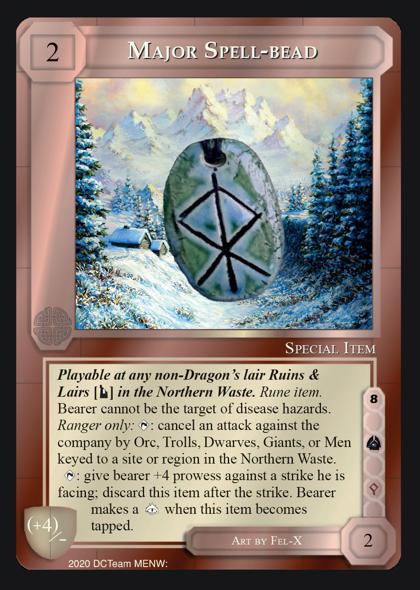 2
Major Spell-bead
Special Item
Playable at any non-Dragon's lair Ruins &
Lairs [ ] in the Northern Waste. Rune item.
Bearer cannot be the target of disease hazards.
Ranger only: : cancel an attack against the
company by Orc, Trolls, Dwarves, Giants, or Men
keyed to a site or region in the Northern Waste.
: give bearer +4 prowess against a strike he is
facing; discard this item after the strike. Bearer
makes a when this item becomes
tapped.
8
(+4)/–
Art by Fel-X
2
2020 DCTeam MENW: